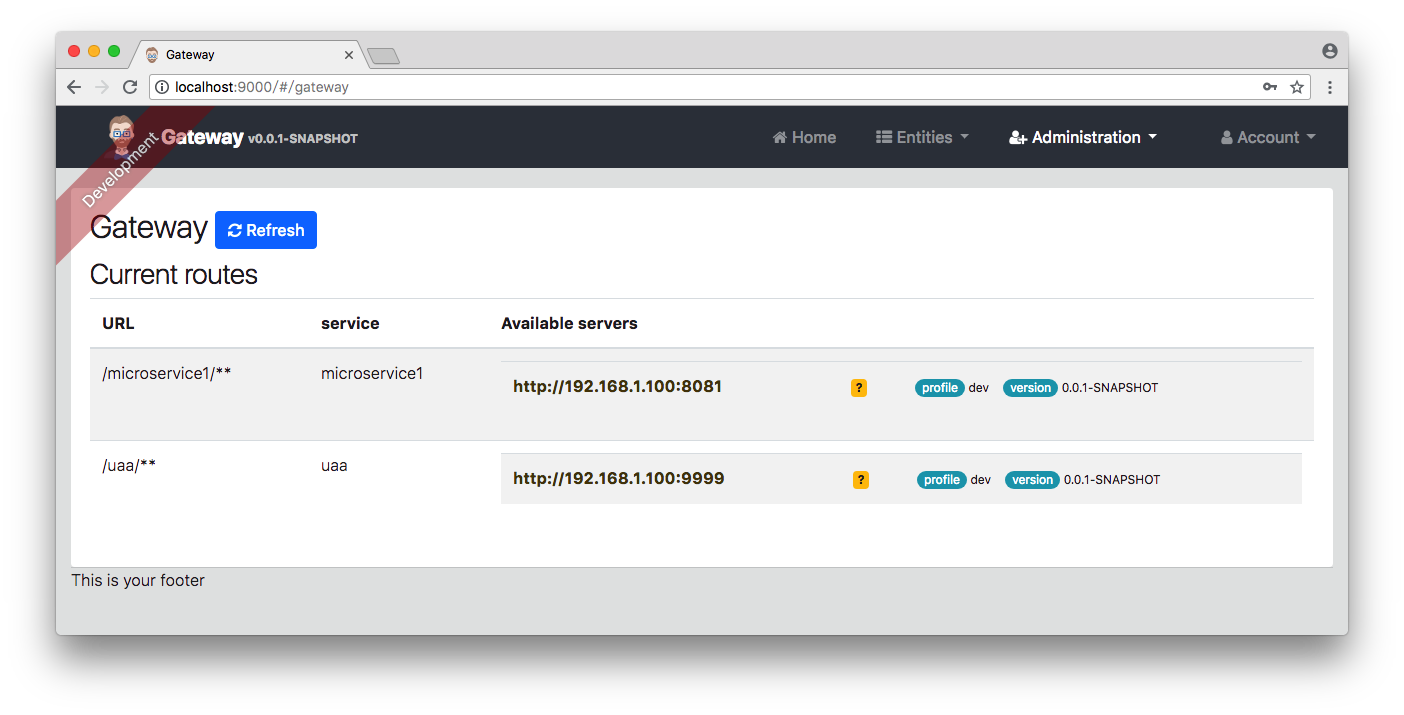 Gateway
localhost:9000/#/gateway
Development
Gateway v0.0.1-SNAPSHOT Home Entities Administration Account
Gateway Refresh
Current routes
URL service Available servers
/microservice1/** microservice1 http://192.168.1.100:8081 ? profile dev version 0.0.1-SNAPSHOT
/uaa/** uaa http://192.168.1.100:9999 ? profile dev version 0.0.1-SNAPSHOT
This is your footer